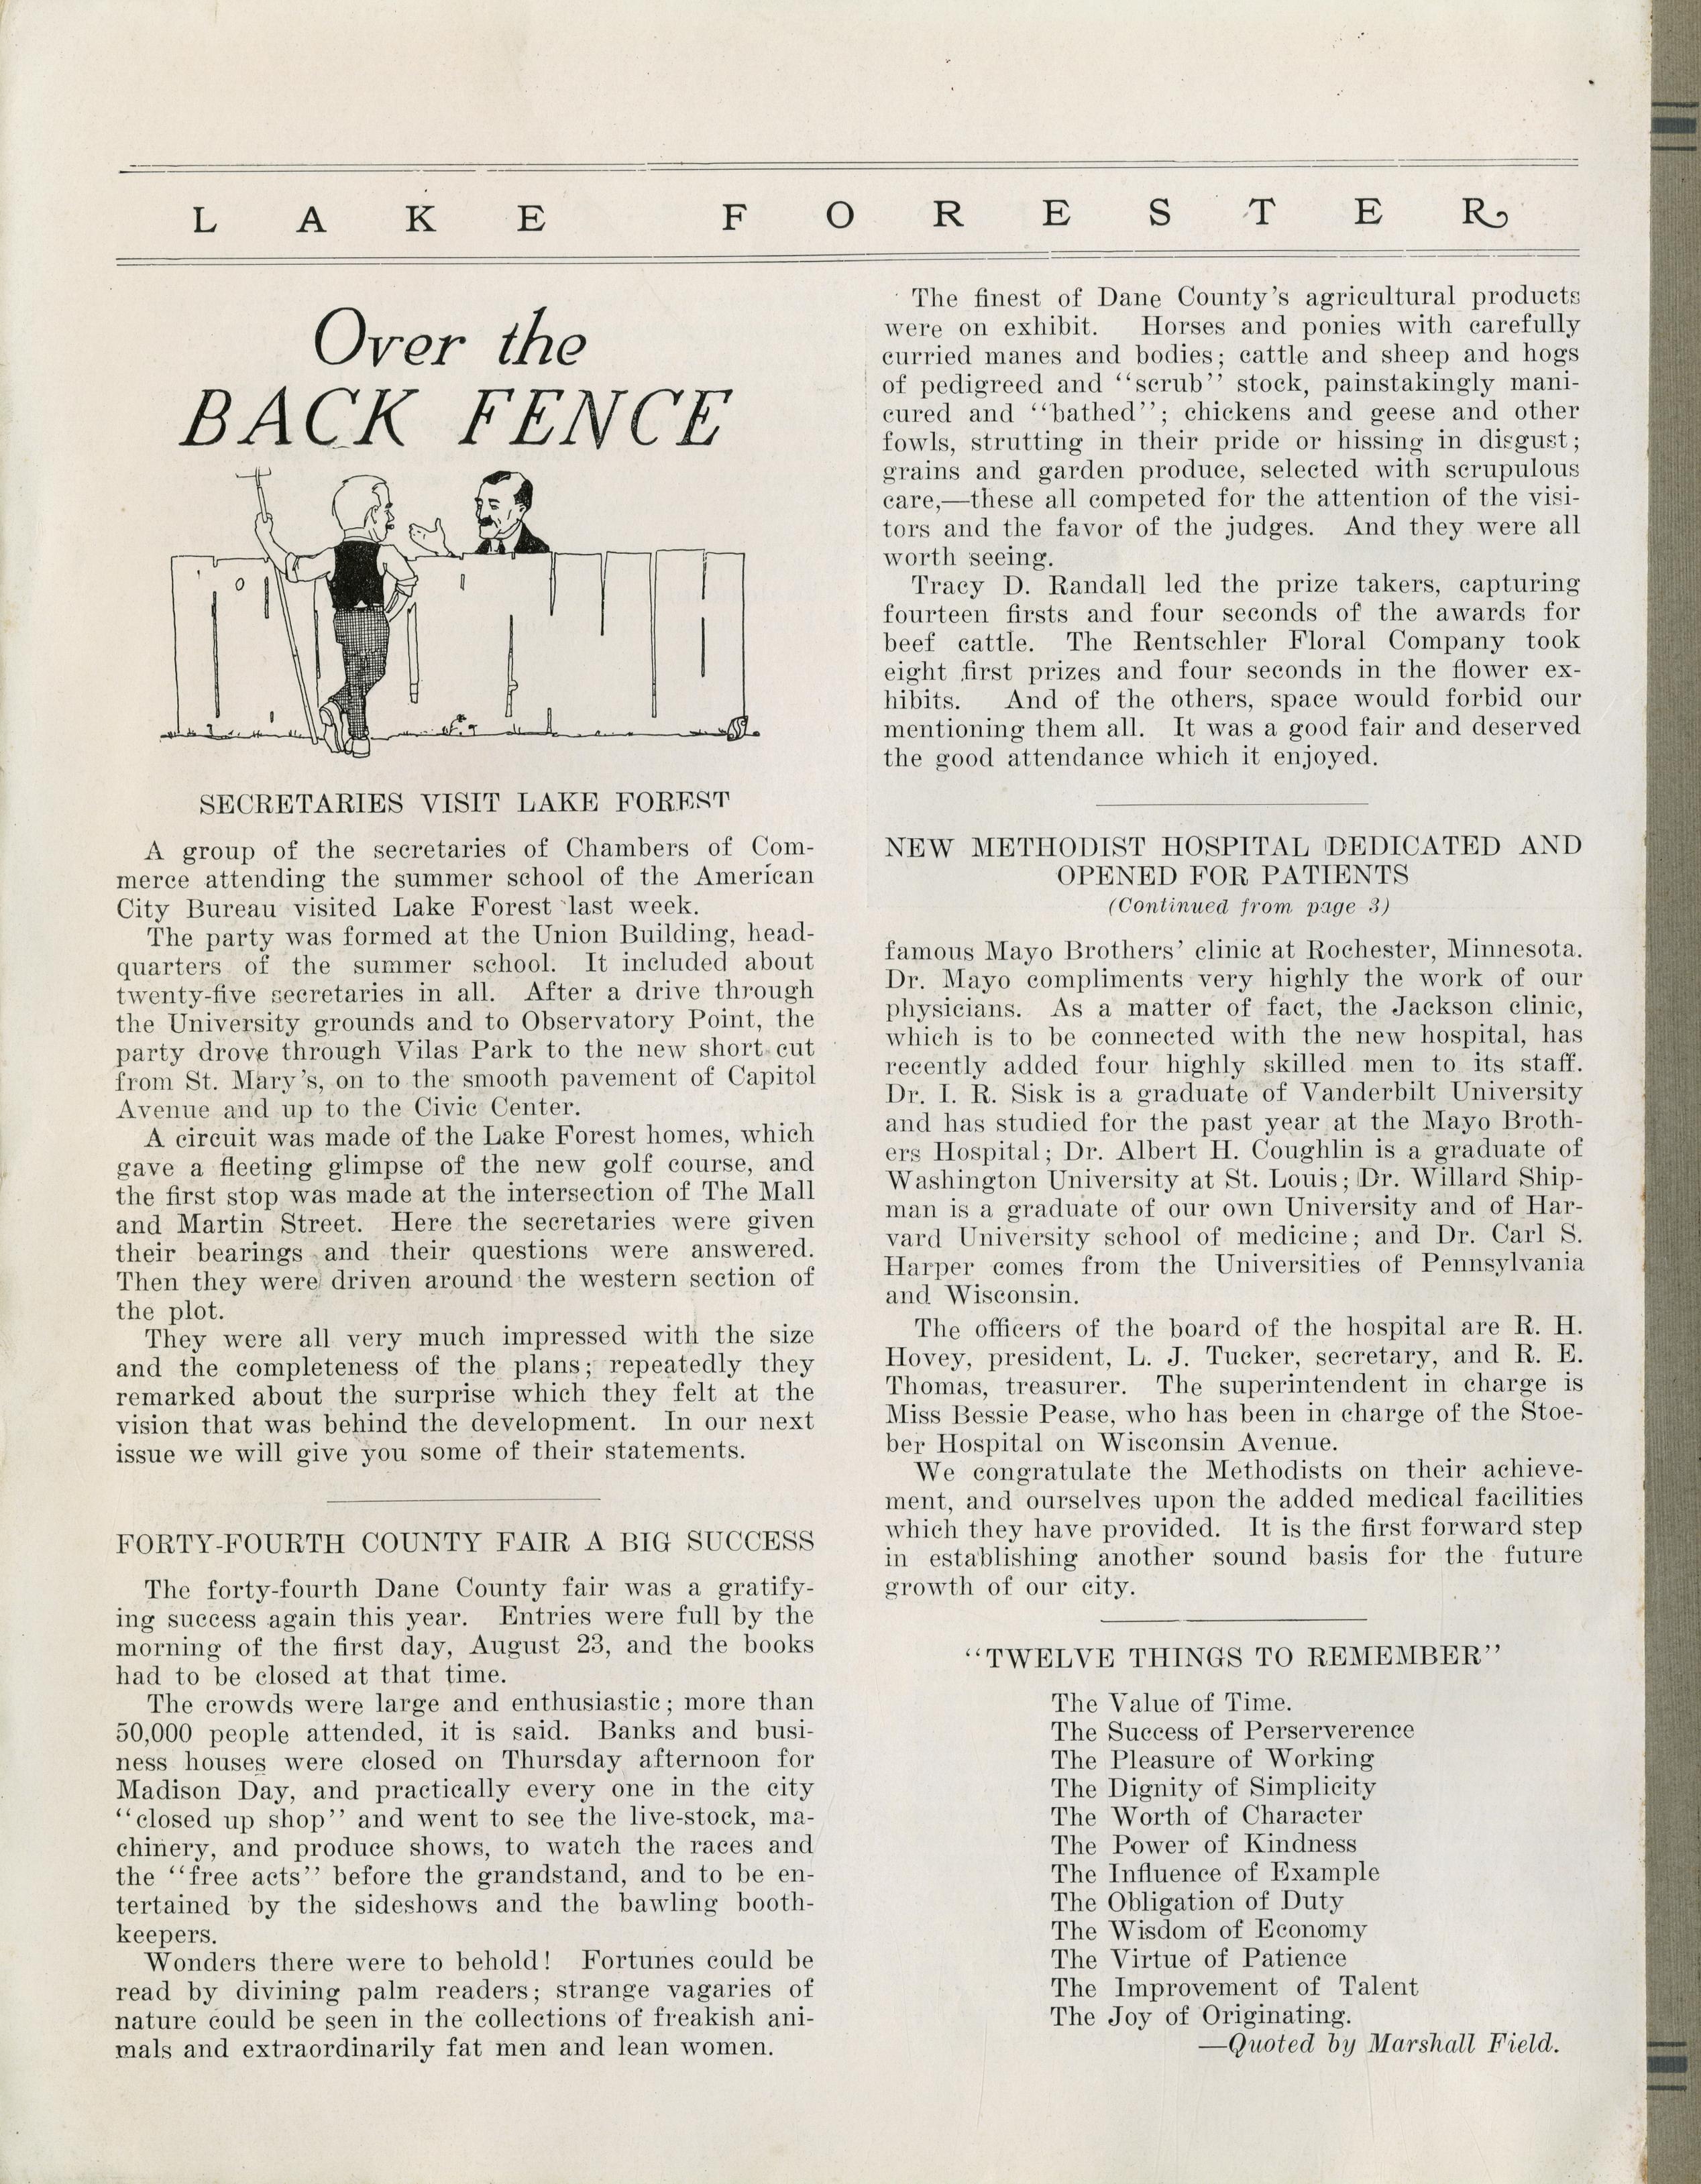 LAKE FORESTER
Over the
BACK FENCE
SECRETARIES VISIT LAKE FOREST
A group of the secretaries of Chambers of Com-
merce attending the summer school of the American
City Bureau visited Lake Forest last week.
The party was formed at the Union Building, head-
quarters of the summer school. It included about
twenty-five secretaries in all. After a drive through
the University grounds and to Observatory Point, the
party drove through Vilas Park to the new short cut
from St. Mary's, on to the smooth pavement of Capitol
Avenue and up to the Civic Center.
A circuit was made of the Lake Forest homes, which
gave a fleeting glimpse of the new golf course, and
the first stop was made at the intersection of The Mall
and Martin Street. Here the secretaries were given
their bearings and their questions were answered.
Then they were driven around the western section of
the plot.
They were all very much impressed with the size
and the completeness of the plans; repeatedly they
remarked about the surprise which they felt at the
vision that was behind the development. In our next
issue we will give you some of their statements.
FORTY-FOURTH COUNTY FAIR A BIG SUCCESS
The forty-fourth Dane County fair was a gratify-
ing success again this year. Entries were full by the
morning of the first day, August 23, and the books
had to be closed at that time.
The crowds were large and enthusiastic; more than
50,000 people attended, it is said. Banks and busi-
ness houses were closed on Thursday afternoon for
Madison Day, and practically every one in the city
"closed up shop" and went to see the live-stock, ma-
chinery, and produce shows, to watch the races and
the "free acts" before the grandstand, and to be en-
tertained by the sideshows and the bawling booth-
keepers.
Wonders there were to behold! Fortunes could be
read by divining palm readers; strange vagaries of
nature could be seen in the collections of freakish ani-
mals and extraordinarily fat men and lean women.
The finest of Dane County's agricultural products
were on exhibit. Horses and ponies with carefully
curried manes and bodies; cattle and sheep and hogs
of pedigreed and "scrub" stock, painstakingly mani-
cured and "bathed"; chickens and geese and other
fowls, strutting in their pride or hissing in disgust;
grains and garden produce, selected with scrupulous
care,—these all competed for the attention of the visi-
tors and the favor of the judges. And they were all
worth seeing.
Tracy D. Randall led the prize takers, capturing
fourteen firsts and four seconds of the awards for
beef cattle. The Rentschler Floral Company took
eight first prizes and four seconds in the flower ex-
hibits. And of the others, space would forbid our
mentioning them all. It was a good fair and deserved
the good attendance which it enjoyed.
NEW METHODIST HOSPITAL DEDICATED AND
OPENED FOR PATIENTS
(Continued from page 3)
famous Mayo Brothers' clinic at Rochester, Minnesota.
Dr. Mayo compliments very highly the work of our
physicians. As a matter of fact, the Jackson clinic,
which is to be connected with the new hospital, has
recently added four highly skilled men to its staff.
Dr. I. R. Sisk is a graduate of Vanderbilt University
and has studied for the past year at the Mayo Broth-
ers Hospital; Dr. Albert H. Coughlin is a graduate of
Washington University at St. Louis; Dr. Willard Ship-
man is a graduate of our own University and of Har-
vard University school of medicine; and Dr. Carl S.
Harper comes from the Universities of Pennsylvania
and Wisconsin.
The officers of the board of the hospital are R. H.
Hovey, president, L. J. Tucker, secretary, and R. E.
Thomas, treasurer. The superintendent in charge is
Miss Bessie Pease, who has been in charge of the Stoe-
ber Hospital on Wisconsin Avenue.
We congratulate the Methodists on their achieve-
ment, and ourselves upon the added medical facilities
which they have provided. It is the first forward step
in establishing another sound basis for the future
growth of our city.
"TWELVE THINGS TO REMEMBER"
The Value of Time.
The Success of Perserverence
The Pleasure of Working
The Dignity of Simplicity
The Worth of Character
The Power of Kindness
The Influence of Example
The Obligation of Duty
The Wisdom of Economy
The Virtue of Patience
The Improvement of Talent
The Joy of Originating.
—Quoted by Marshall Field.